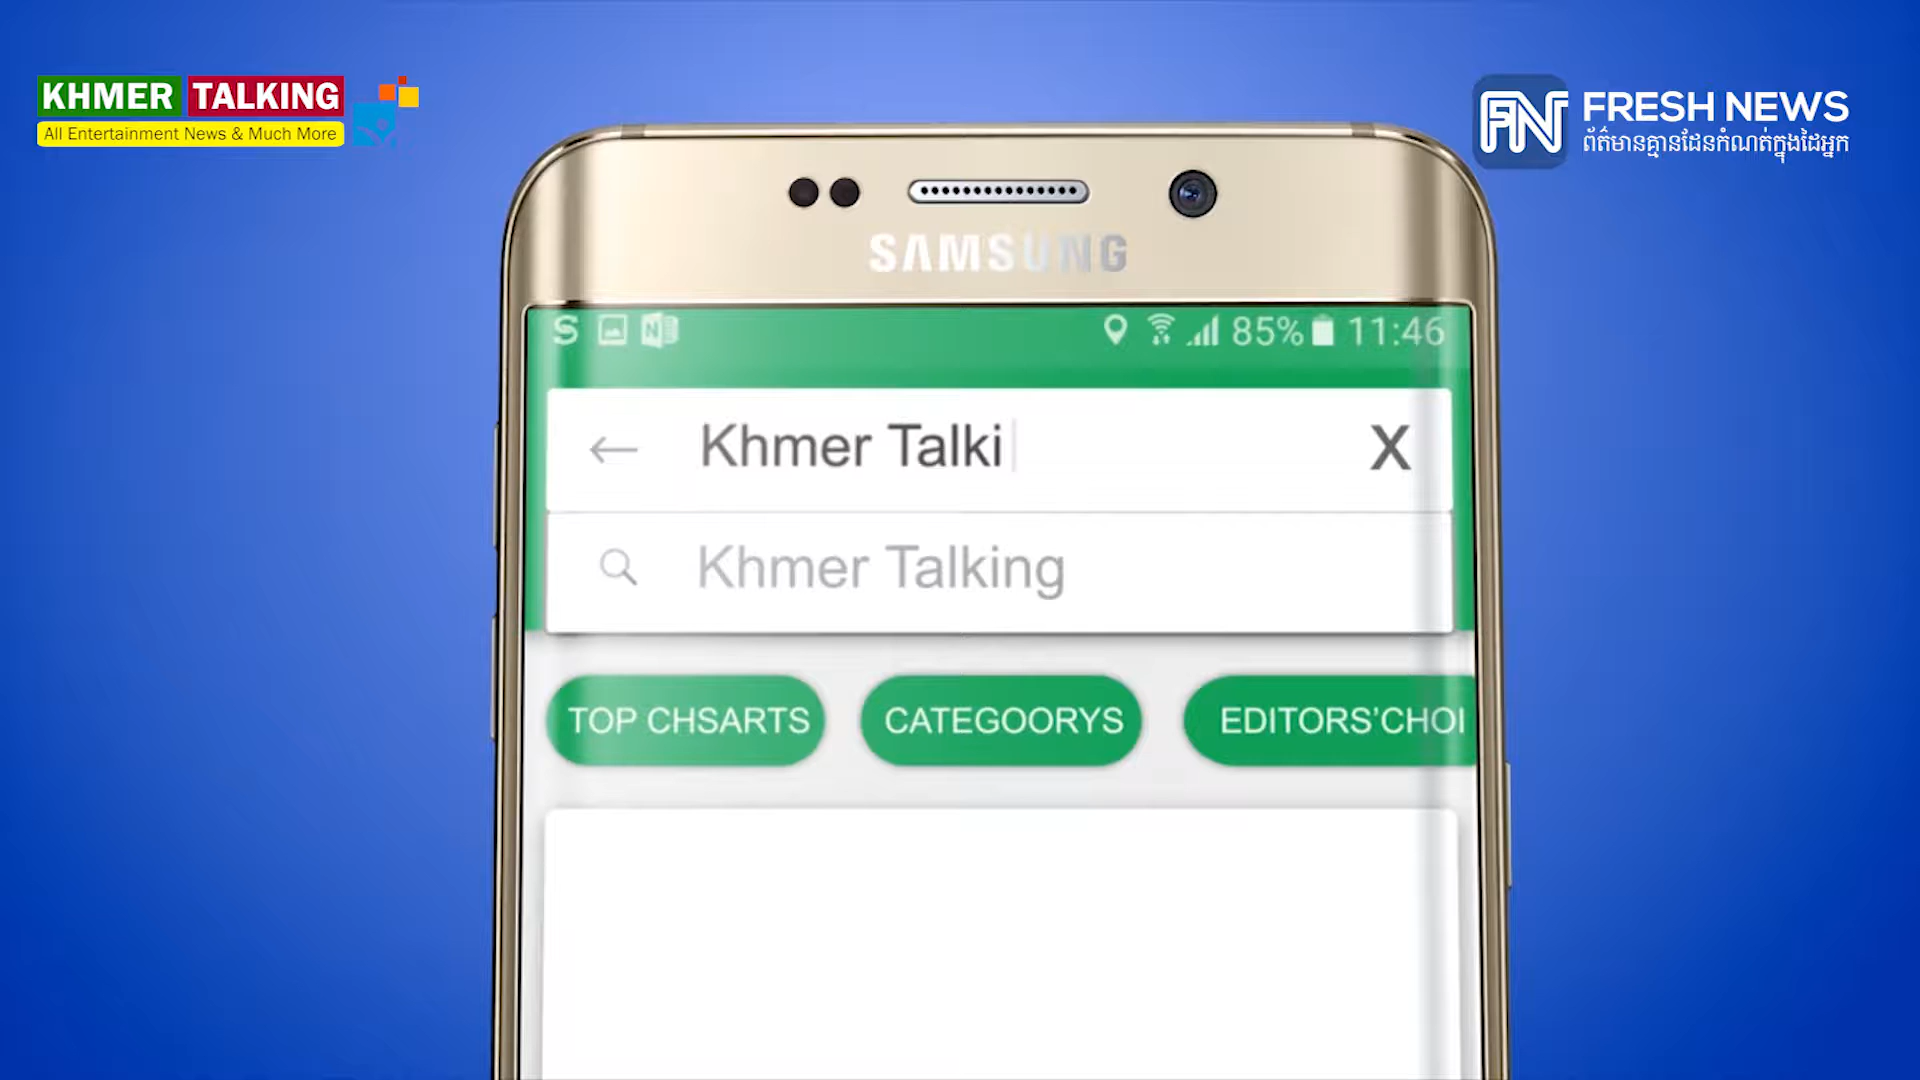 KHMER TALKING
All Entertainment News & Much More
FN FRESH NEWS
ព័ត៌មានគ្មានដែនកំណត់ក្នុងដៃអ្នក
SAMSUNG
S N 85% 11:46
Khmer Talki X
Khmer Talking
TOP CHSARTS CATEGOORYS EDITORS’CHOI